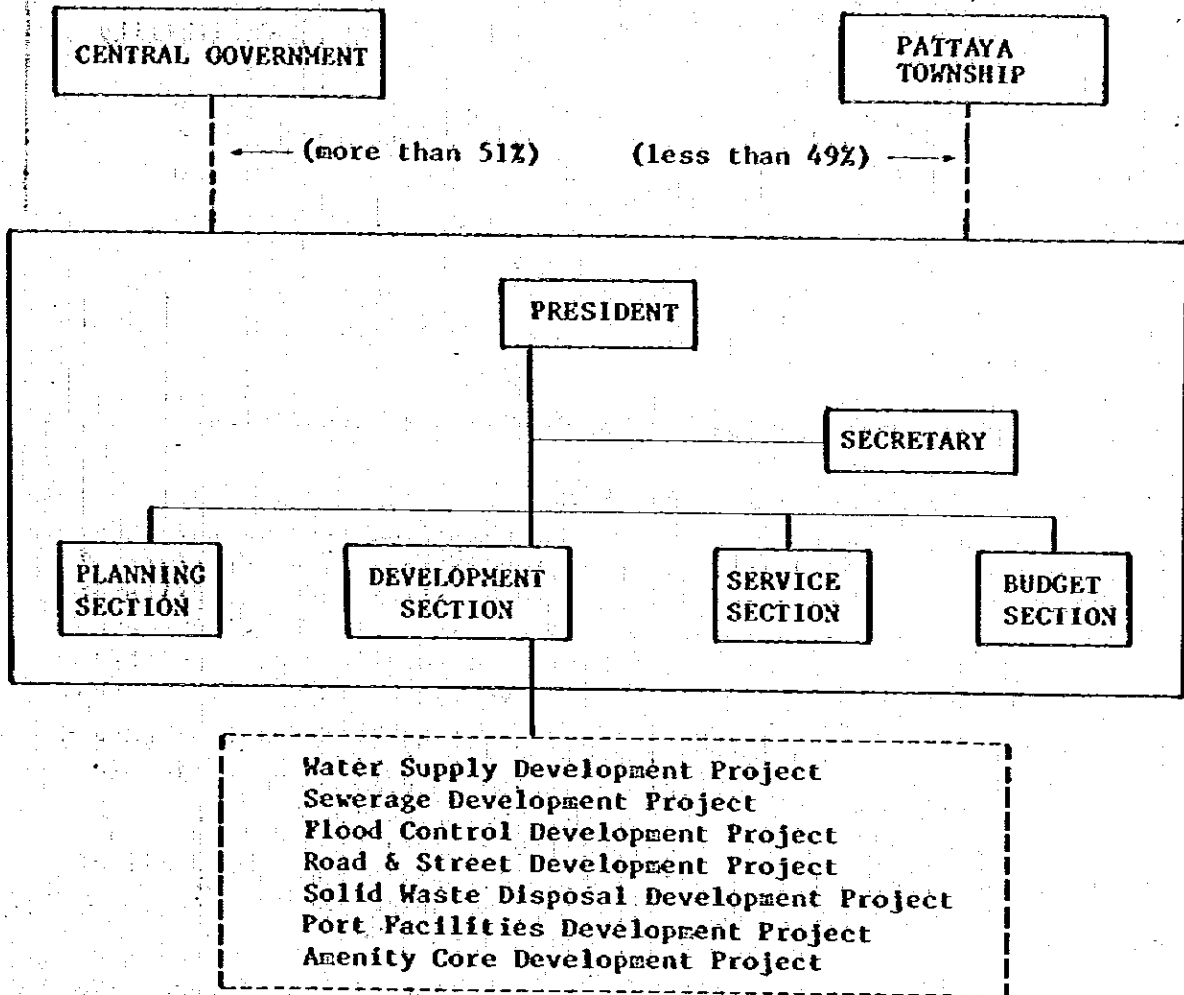 CENTRAL GOVERNMENT
PATTAYA
TOWNSHIP
(more than 51%)
(less than 49%)
PRESIDENT
SECRETARY
PLANNING
SECTION
DEVELOPMENT
SECTION
SERVICE
SECTION
BUDGET
SECTION
Water Supply Development Project
Sewerage Development Project
Flood Control Development Project
Road & Street Development Project
Solid Waste Disposal Development Project
Port Facilities Development Project
Amenity Core Development Project